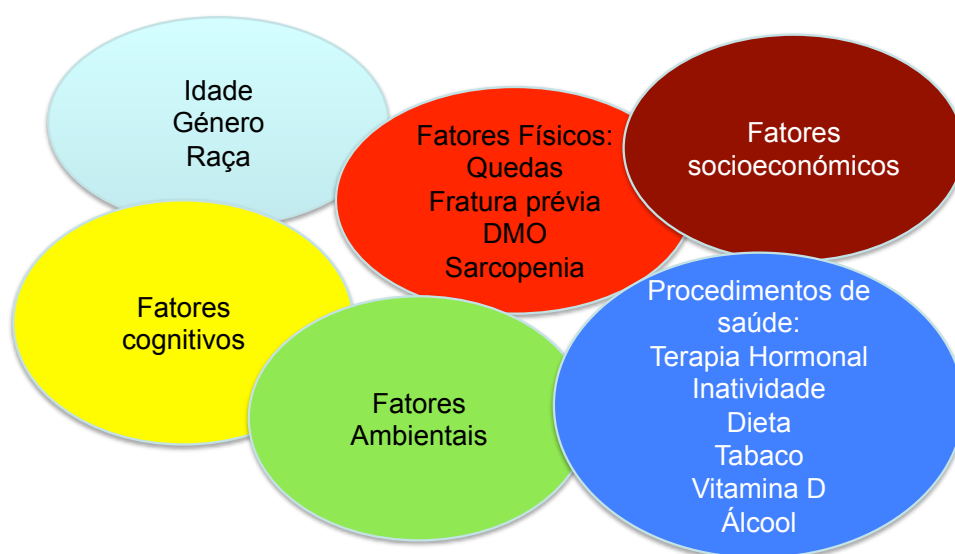 Idade
Género
Raça
Fatores Físicos:
Quedas
Fratura prévia
DMO
Sarcopenia
Fatores
socioeconómicos
Fatores
cognitivos
Fatores
Ambientais
Procedimentos de
saúde:
Terapia Hormonal
Inatividade
Dieta
Tabaco
Vitamina D
Álcool